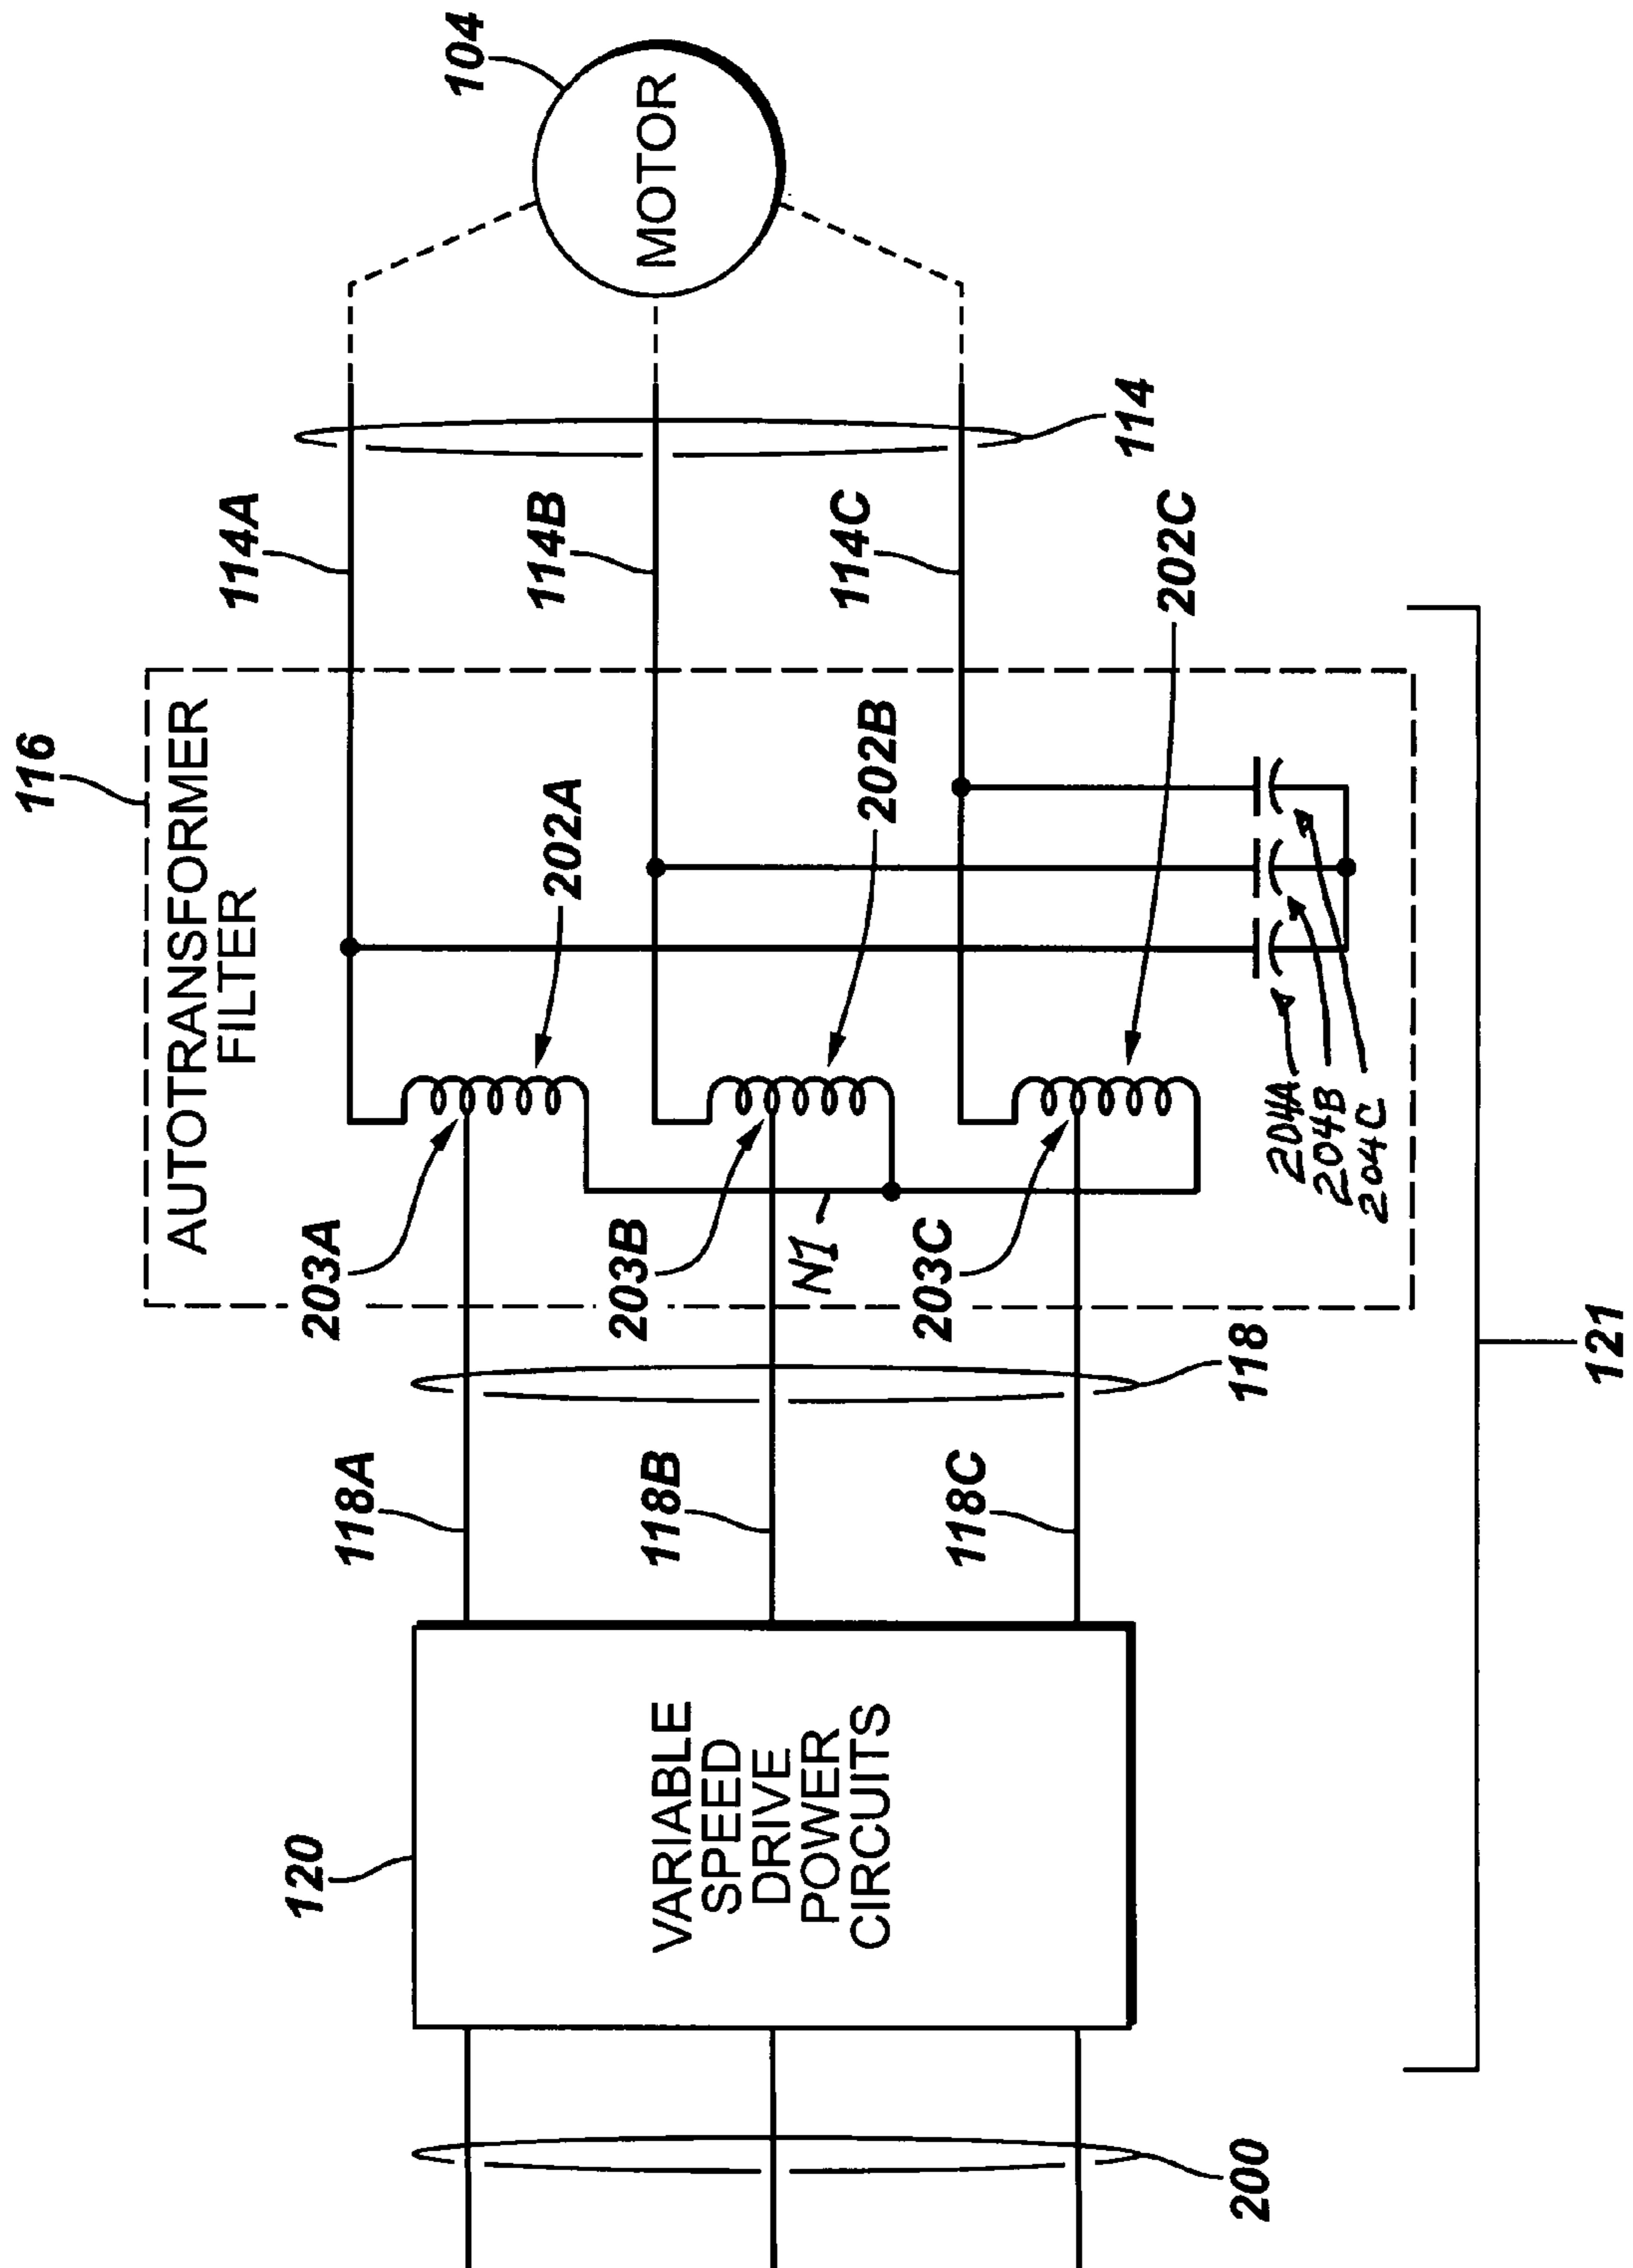 104
MOTOR
114
114A
114B
114C
202C
116
AUTOTRANSFORMER
FILTER
202A
202B
203A
203B
203C
N1
204A
204B
204C
118
121
118A
118B
118C
120
VARIABLE
SPEED
DRIVE
POWER
CIRCUITS
200